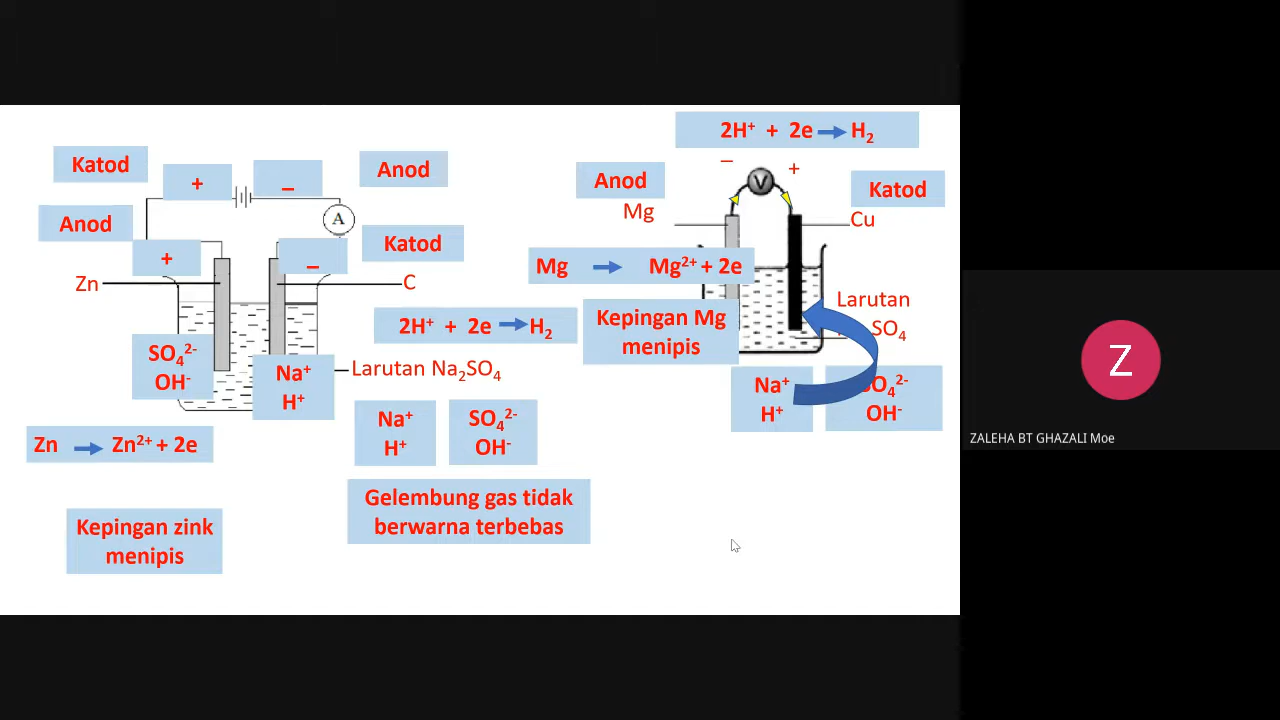 Katod
+
–
Anod
A
Anod
+
–
Katod
Zn
C
2H⁺ + 2e → H₂
SO₄²⁻
OH⁻
Na⁺
H⁺
Larutan Na₂SO₄
Na⁺
H⁺
SO₄²⁻
OH⁻
Zn → Zn²⁺ + 2e
Gelembung gas tidak
berwarna terbebas
Kepingan zink
menipis
2H⁺ + 2e → H₂
–
+
V
Anod
Katod
Mg
Cu
Mg → Mg²⁺ + 2e
Kepingan Mg
menipis
Larutan
SO₄
Na⁺
H⁺
SO₄²⁻
OH⁻
Z
ZALEHA BT GHAZALI Moe